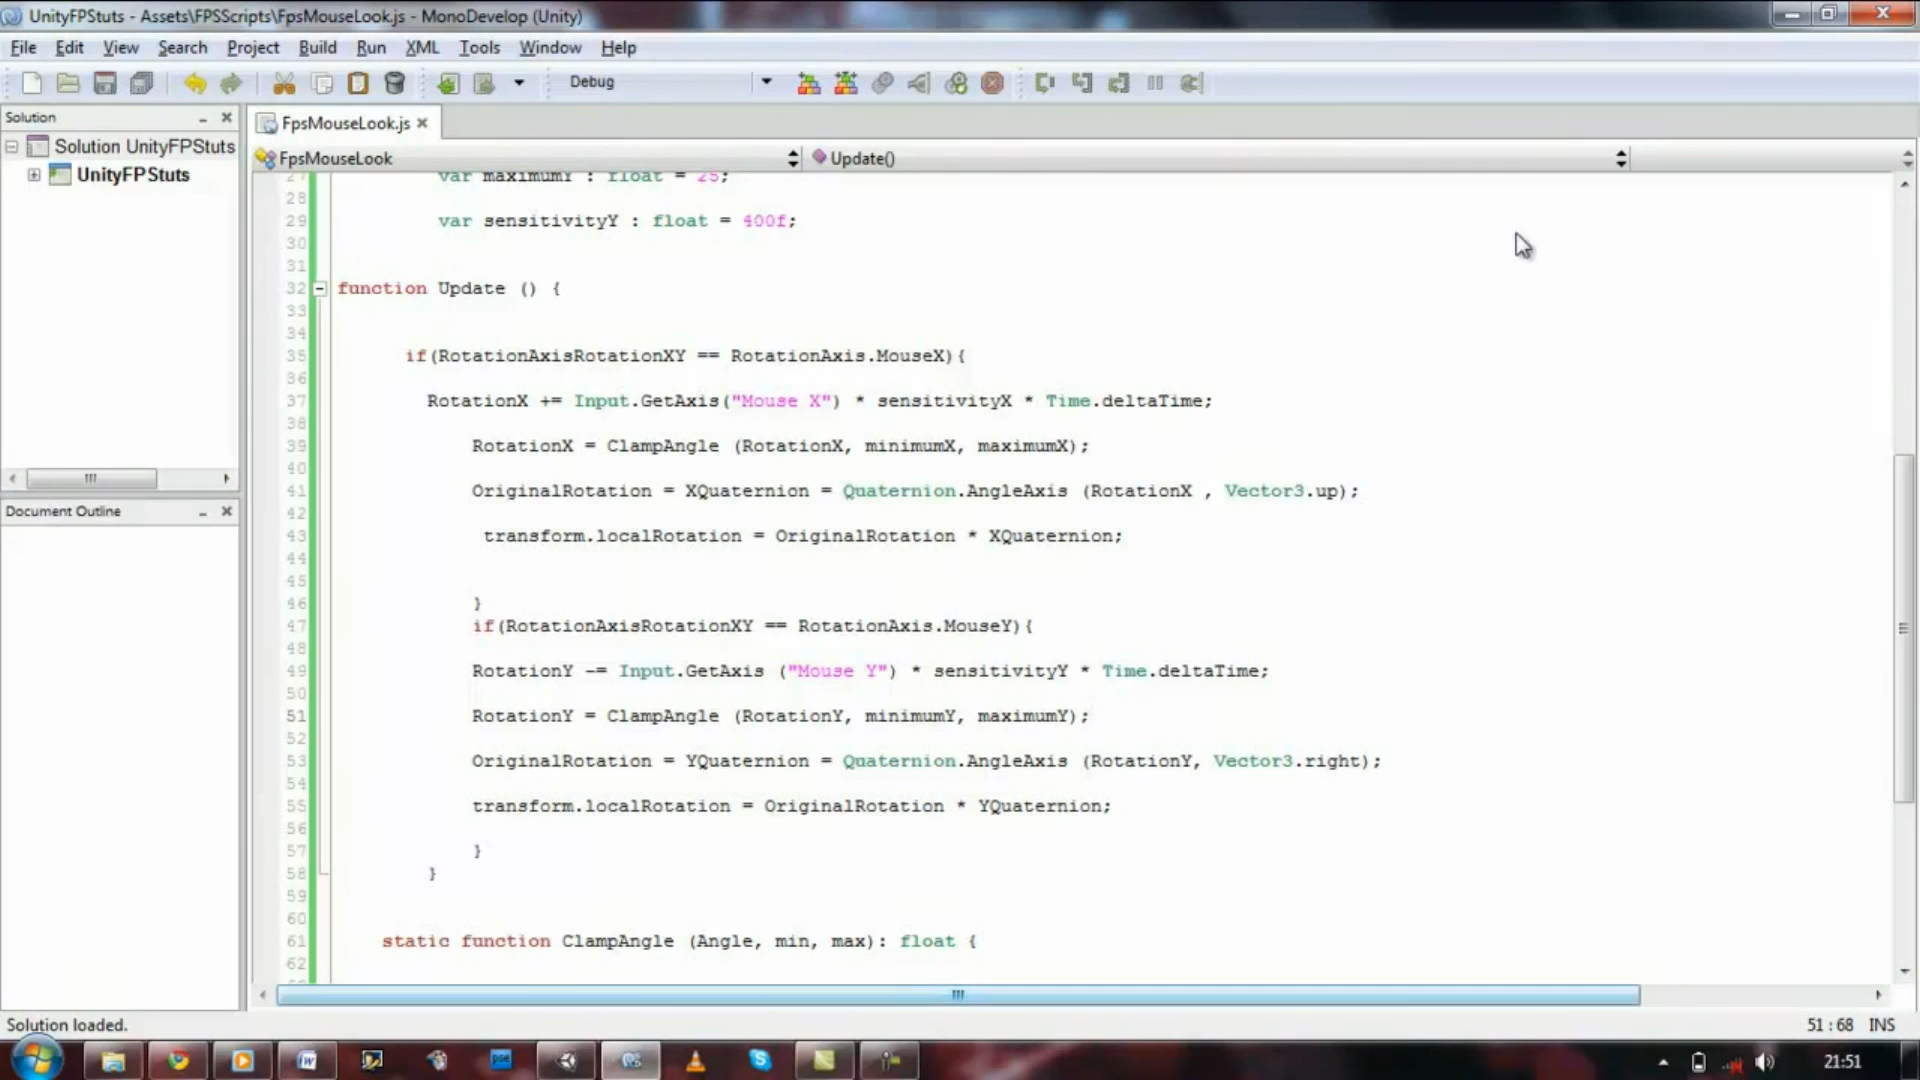 UnityFPStuts - Assets\FPSScripts\FpsMouseLook.js - MonoDevelop (Unity)
File Edit View Search Project Build Run XML Tools Window Help
Debug
Solution
FpsMouseLook.js
Solution UnityFPStuts
FpsMouseLook
Update()
UnityFPStuts
27 var maximumY : float = 25;
28
29 var sensitivityY : float = 400f;
30
31
32 function Update () {
33
34
35 if(RotationAxisRotationXY == RotationAxis.MouseX){
36
37 RotationX += Input.GetAxis("Mouse X") * sensitivityX * Time.deltaTime;
38
39 RotationX = ClampAngle (RotationX, minimumX, maximumX);
40
41 OriginalRotation = XQuaternion = Quaternion.AngleAxis (RotationX , Vector3.up);
42
43 transform.localRotation = OriginalRotation * XQuaternion;
44
45
46 }
47 if(RotationAxisRotationXY == RotationAxis.MouseY){
48
49 RotationY -= Input.GetAxis ("Mouse Y") * sensitivityY * Time.deltaTime;
50
51 RotationY = ClampAngle (RotationY, minimumY, maximumY);
52
53 OriginalRotation = YQuaternion = Quaternion.AngleAxis (RotationY, Vector3.right);
54
55 transform.localRotation = OriginalRotation * YQuaternion;
56
57 }
58 }
59
60
61 static function ClampAngle (Angle, min, max): float {
62
Document Outline
Solution loaded.
51 : 68 INS
pse
21:51